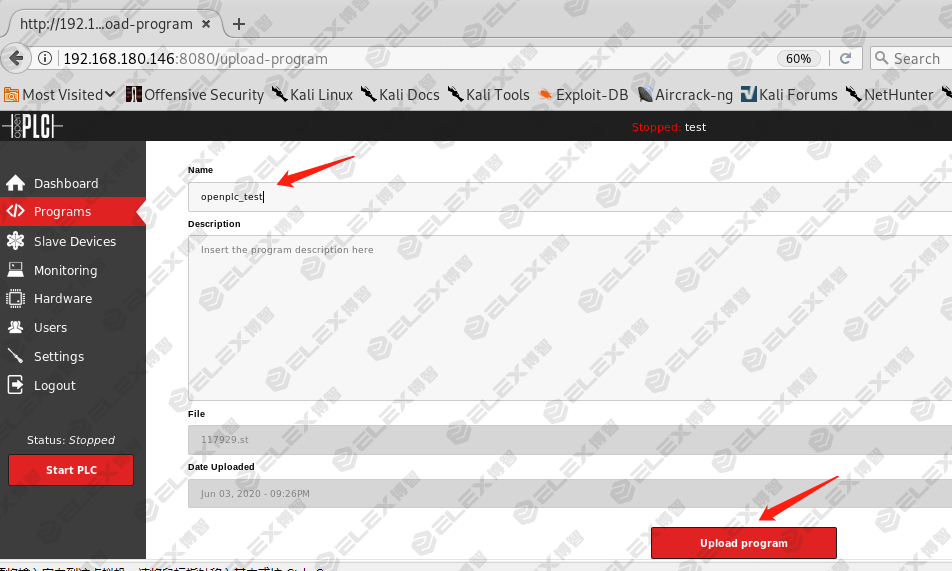 http://192.1...oad-program × +
192.168.180.146:8080/upload-program 60% Search
Most Visited Offensive Security Kali Linux Kali Docs Kali Tools Exploit-DB Aircrack-ng Kali Forums NetHunter
open PLC Stopped: test
Dashboard
Programs
Slave Devices
Monitoring
Hardware
Users
Settings
Logout
Status: Stopped
Start PLC
Name
openplc_test
Description
Insert the program description here
File
117929.st
Date Uploaded
Jun 03, 2020 - 09:26PM
Upload program
ELEX博智